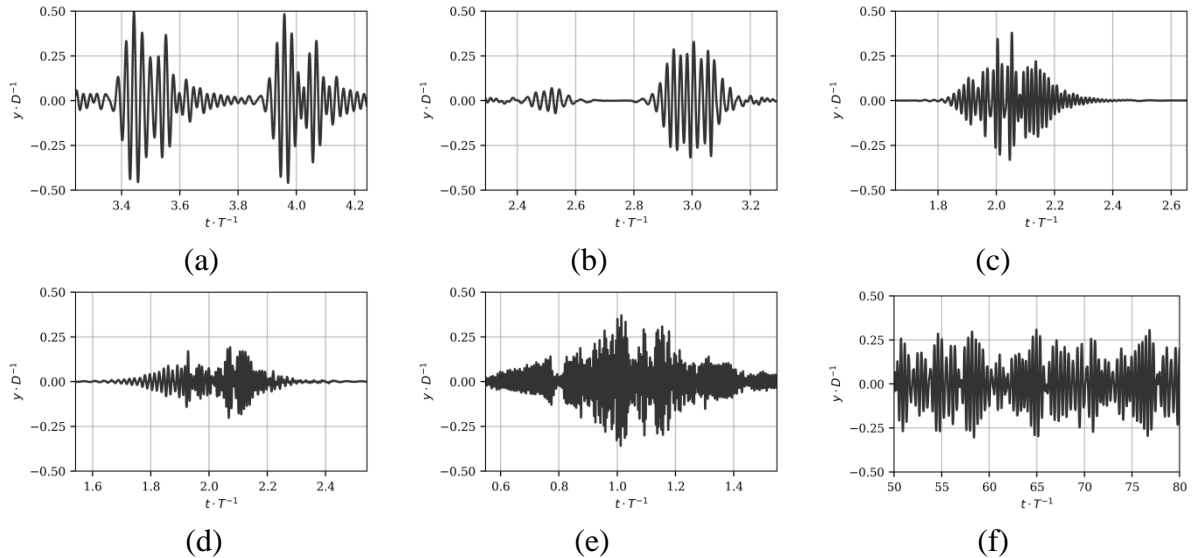 0.50 0.50 0.50
0.25 0.25 0.25
0.00 0.00 0.00
−0.25 −0.25 −0.25
−0.50 −0.50 −0.50
y · D⁻¹ y · D⁻¹ y · D⁻¹
3.4 3.6 3.8 4.0 4.2 2.4 2.6 2.8 3.0 3.2 1.8 2.0 2.2 2.4 2.6
t · T⁻¹ t · T⁻¹ t · T⁻¹
(a) (b) (c)
0.50 0.50 0.50
0.25 0.25 0.25
0.00 0.00 0.00
−0.25 −0.25 −0.25
−0.50 −0.50 −0.50
y · D⁻¹ y · D⁻¹ y · D⁻¹
1.6 1.8 2.0 2.2 2.4 0.6 0.8 1.0 1.2 1.4 50 55 60 65 70 75 80
t · T⁻¹ t · T⁻¹ t · T⁻¹
(d) (e) (f)